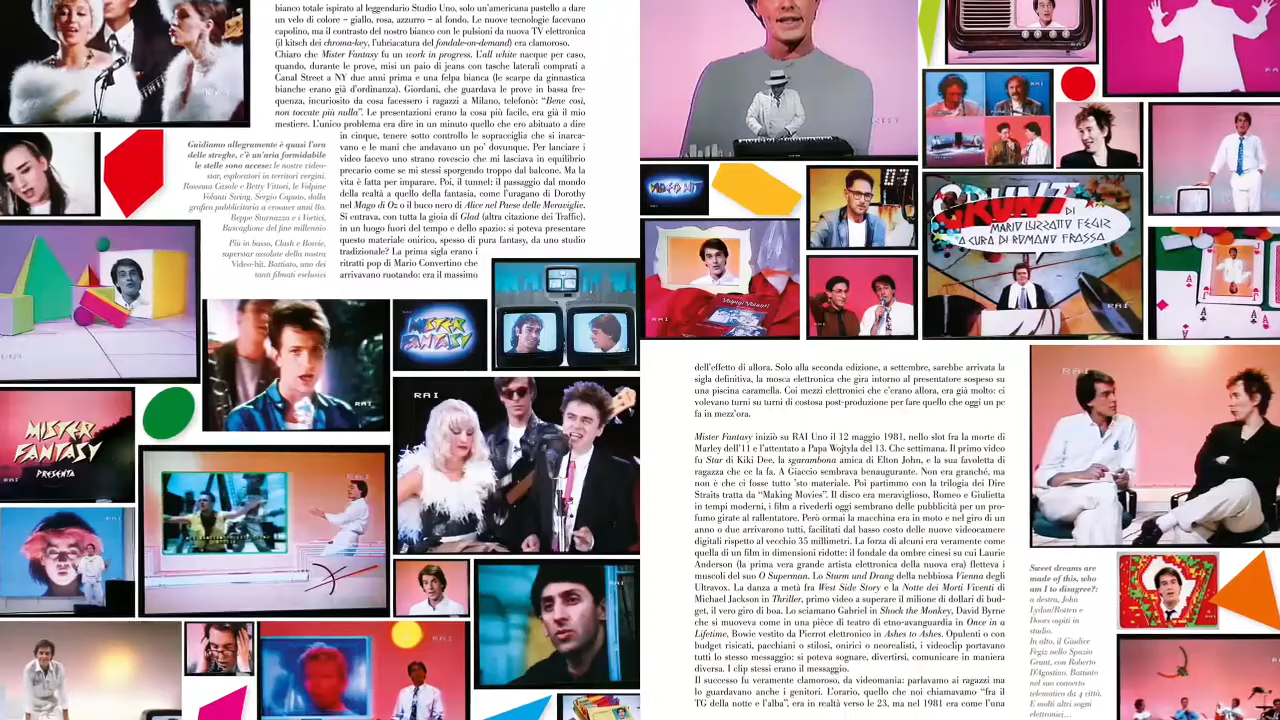 bianco totale ispirato al leggendario Studio Uno, solo un'americana pastello a dare
un velo di colore – giallo, rosa, azzurro – al fondo. Le nuove tecnologie facevano
capolino, ma il contrasto del nostro bianco con le pulsioni da nuova TV elettronica
(il kitsch dei chroma-key, l'ubriacatura del fondale-on-demand) era clamoroso.
Chiaro che Mister Fantasy fu un work in progress. L'all white nacque per caso,
quando, durante le prove, misi un paio di jeans con tasche laterali comprati a
Canal Street a NY due anni prima e una felpa bianca (le scarpe da ginnastica
bianche erano già d'ordinanza). Giordani, che guardava le prove in bassa fre-
quenza, incuriosito da cosa facessero i ragazzi a Milano, telefonò: "Bene così,
non toccate più nulla". Le presentazioni erano la cosa più facile, era già il mio
mestiere. L'unico problema era dire in un minuto quello che ero abituato a dire
in cinque, tenere sotto controllo le sopracciglia che si inarca-
vano e le mani che andavano un po' dovunque. Per lanciare i
video facevo uno strano rovescio che mi lasciava in equilibrio
precario come se mi stessi sporgendo troppo dal balcone. Ma la
vita è fatta per imparare. Poi, il tunnel: il passaggio dal mondo
della realtà a quello della fantasia, come l'uragano di Dorothy
nel Mago di Oz o il buco nero di Alice nel Paese delle Meraviglie.
Si entrava, con tutta la gioia di Glad (altra citazione dei Traffic),
in un luogo fuori del tempo e dello spazio: si poteva presentare
questo materiale onirico, spesso di pura fantasy, da uno studio
tradizionale? La prima sigla erano i
ritratti pop di Mario Convertino che
arrivavano ruotando: era il massimo
Guidiamo allegramente è quasi l'ora
delle streghe, c'è un'aria formidabile
le stelle so accese: le nostre video-
star, esploratori in territori vergini.
Rossana Casale e Betty Vittori, le Volpine
Volanti Swing. Sergio Caputo, dalla
grafica pubblicitaria a crooner anni 80.
Beppe Starnazza e i Vortici,
Buscaglione del fine millennio
Più in basso, Clash e Bowie,
superstar assolute della nostra
Video-hit. Battiato, uno dei
tanti filmati esclusivi
MISTER
FANTASY
RAI
RAI
MISTER
FANTASY
PRESENTA
RAI
VIDEO HIT
Volpini Volanti
RAI
RAI
GRUNT
DI
MARIO LUZZATTO FEGIZ
A CURA DI ROMANO FRASSA
RAI
dell'effetto di allora. Solo alla seconda edizione, a settembre, sarebbe arrivata la
sigla definitiva, la mosca elettronica che gira intorno al presentatore sospeso su
una piscina caramella. Coi mezzi elettronici che c'erano allora, era già molto: ci
volevano turni su turni di costosa post-produzione per fare quello che oggi un pc
fa in mezz'ora.
Mister Fantasy iniziò su RAI Uno il 12 maggio 1981, nello slot fra la morte di
Marley dell'11 e l'attentato a Papa Wojtyla del 13. Che settimana. Il primo video
fu Star di Kiki Dee, la sgarambona amica di Elton John, e la sua favoletta di
ragazza che ce la fa. A Giaccio sembrava benaugurante. Non era granché, ma
non è che ci fosse tutto 'sto materiale. Poi partimmo con la trilogia dei Dire
Straits tratta da "Making Movies". Il disco era meraviglioso, Romeo e Giulietta
in tempi moderni, i film a rivederli oggi sembrano delle pubblicità per un pro-
fumo girate al rallentatore. Però ormai la macchina era in moto e nel giro di un
anno o due arrivarono tutti, facilitati dal basso costo delle nuove videocamere
digitali rispetto al vecchio 35 millimetri. La forza di alcuni era veramente come
quella di un film in dimensioni ridotte: il fondale da ombre cinesi su cui Laurie
Anderson (la prima vera grande artista elettronica della nuova era) fletteva i
muscoli del suo O Superman. Lo Sturm und Drang della nebbiosa Vienna degli
Ultravox. La danza a metà fra West Side Story e la Notte dei Morti Viventi di
Michael Jackson in Thriller, primo video a superare il milione di dollari di bud-
get, il vero giro di boa. Lo sciamano Gabriel in Shock the Monkey, David Byrne
che si muoveva come in una pièce di teatro di etno-avanguardia in Once in a
Lifetime, Bowie vestito da Pierrot elettronico in Ashes to Ashes. Opulenti o con
budget risicati, pacchiani o stilosi, onirici o neorealisti, i videoclip portavano
tutti lo stesso messaggio: si poteva sognare, divertirsi, comunicare in maniera
diversa. I clip stessi erano il messaggio.
Il successo fu veramente clamoroso, da videomania: parlavamo ai ragazzi ma
lo guardavano anche i genitori. L'orario, quello che noi chiamavamo "fra il
TG della notte e l'alba", era in realtà verso le 23, ma nel 1981 era come l'una
RAI
Sweet dreams are
made of this, who
am I to disagree?:
a destra, John
Lydon/Rotten e
Doors ospiti in
studio.
In alto, il Giudice
Fegiz nello Spazio
Grunt, con Roberto
D'Agostino. Battiato
nel suo concerto
telematico da 4 città.
E molti altri sogni
elettronici...